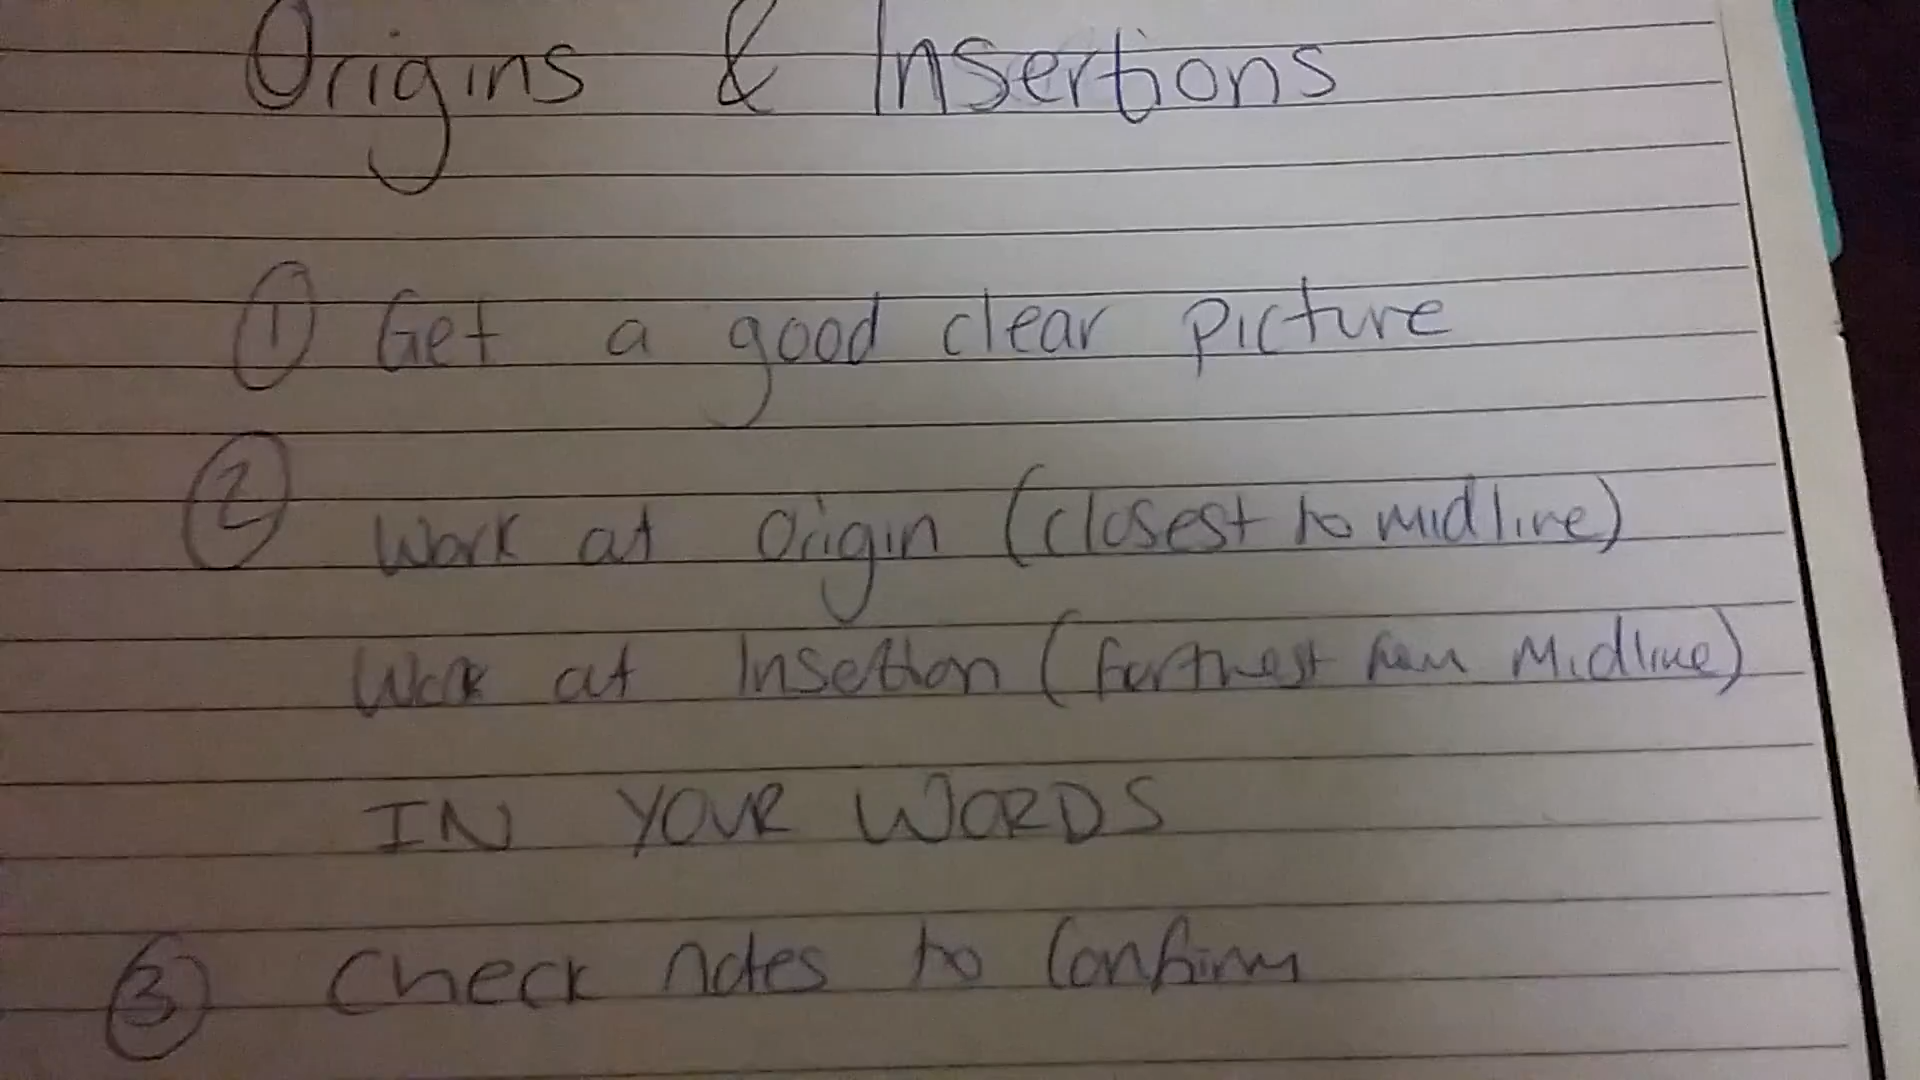 Origins & Insertions
① Get a good clear picture
② Work at Origin (closest to midline)
Work at Insertion (furthest from Midline)
IN YOUR WORDS
③ Check notes to Confirm